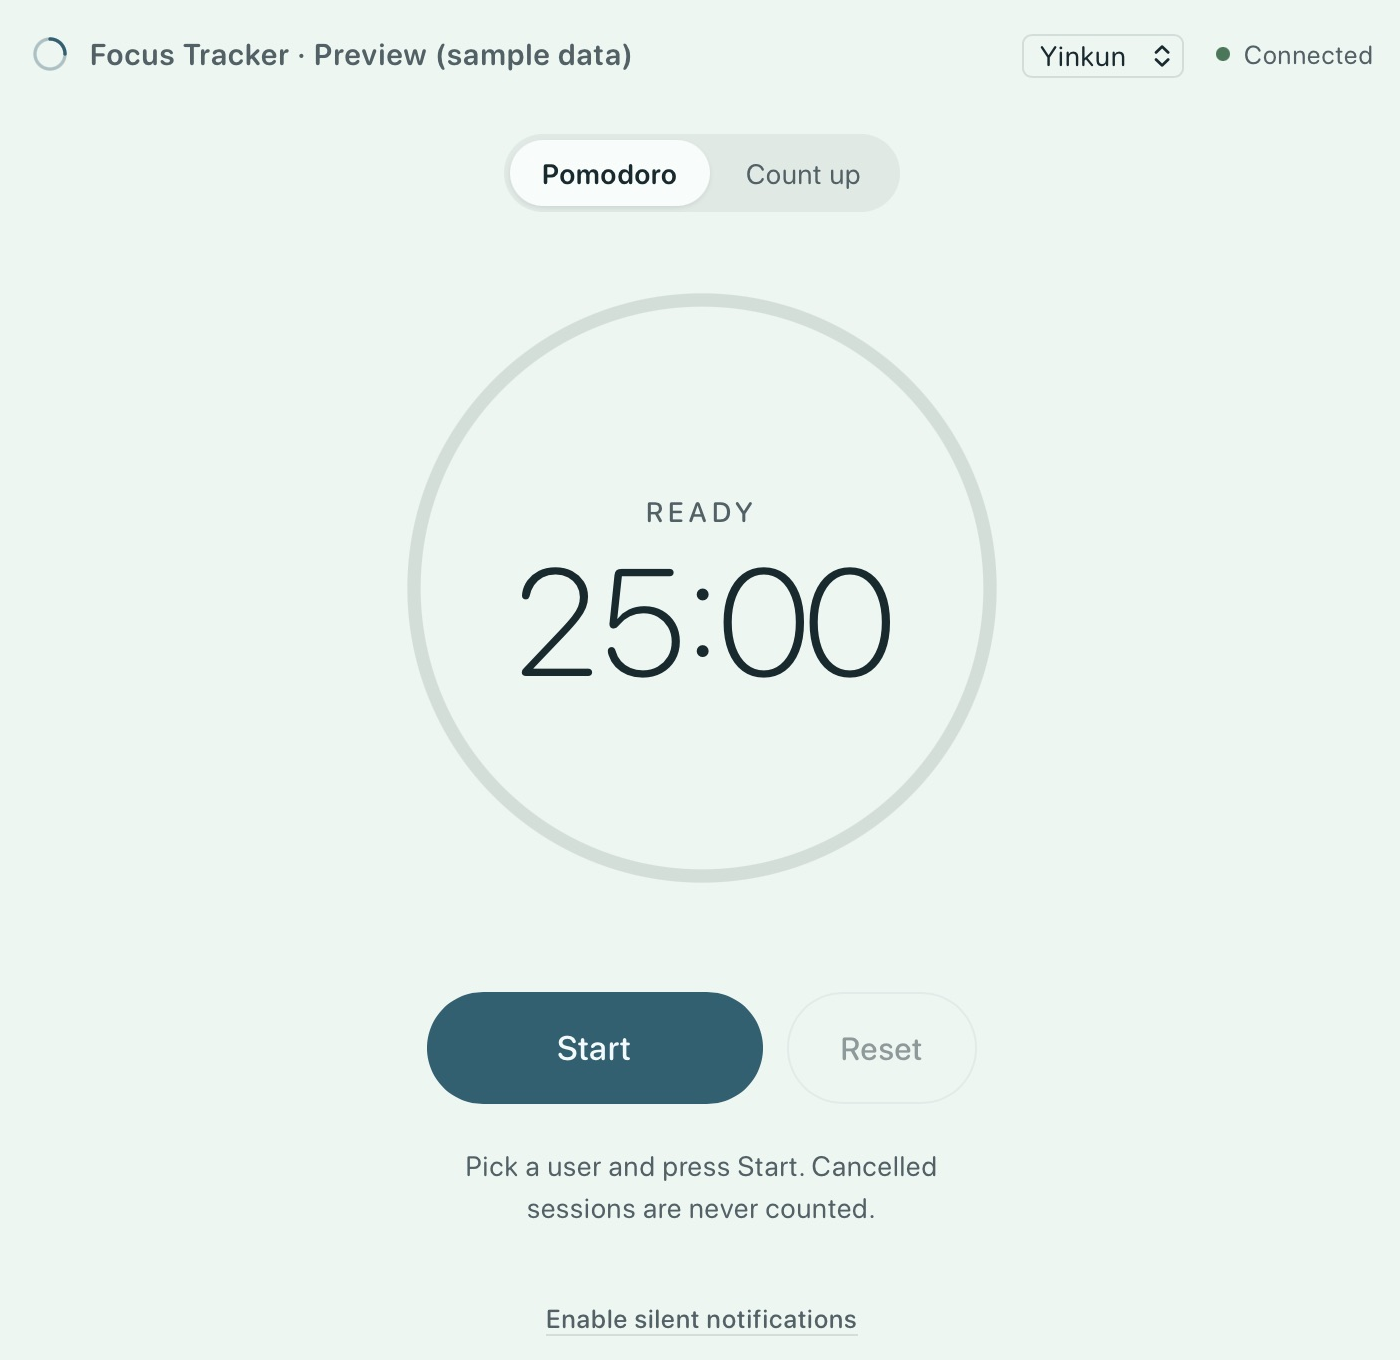 Focus Tracker · Preview (sample data)
Yinkun
Connected
Pomodoro
Count up
READY
25:00
Start
Reset
Pick a user and press Start. Cancelled
sessions are never counted.
Enable silent notifications